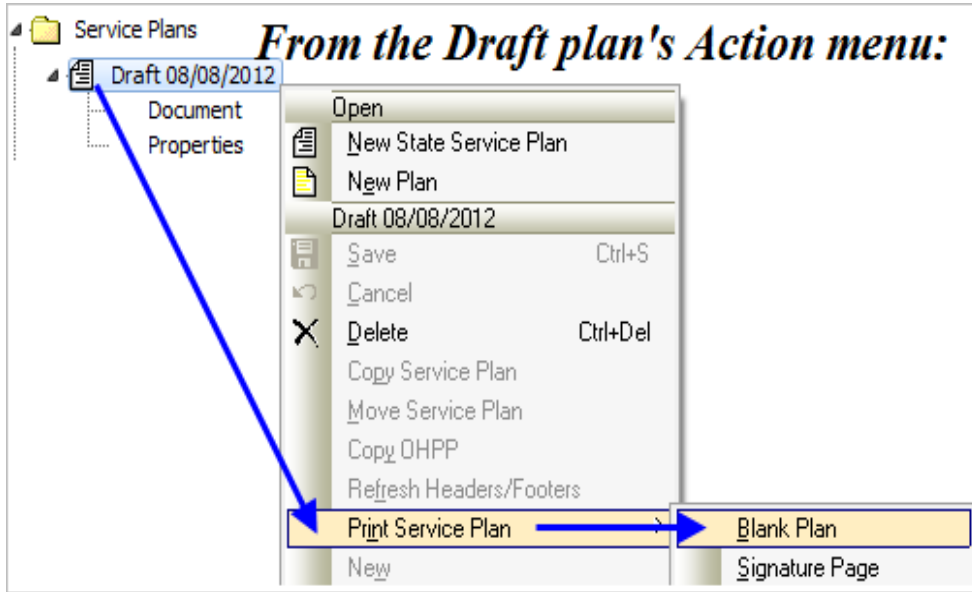 Service Plans
From the Draft plan's Action menu:
Draft 08/08/2012
Document
Properties
Open
New State Service Plan
New Plan
Draft 08/08/2012
Save Ctrl+S
Cancel
Delete Ctrl+Del
Copy Service Plan
Move Service Plan
Copy OHPP
Refresh Headers/Footers
Print Service Plan
Blank Plan
New
Signature Page